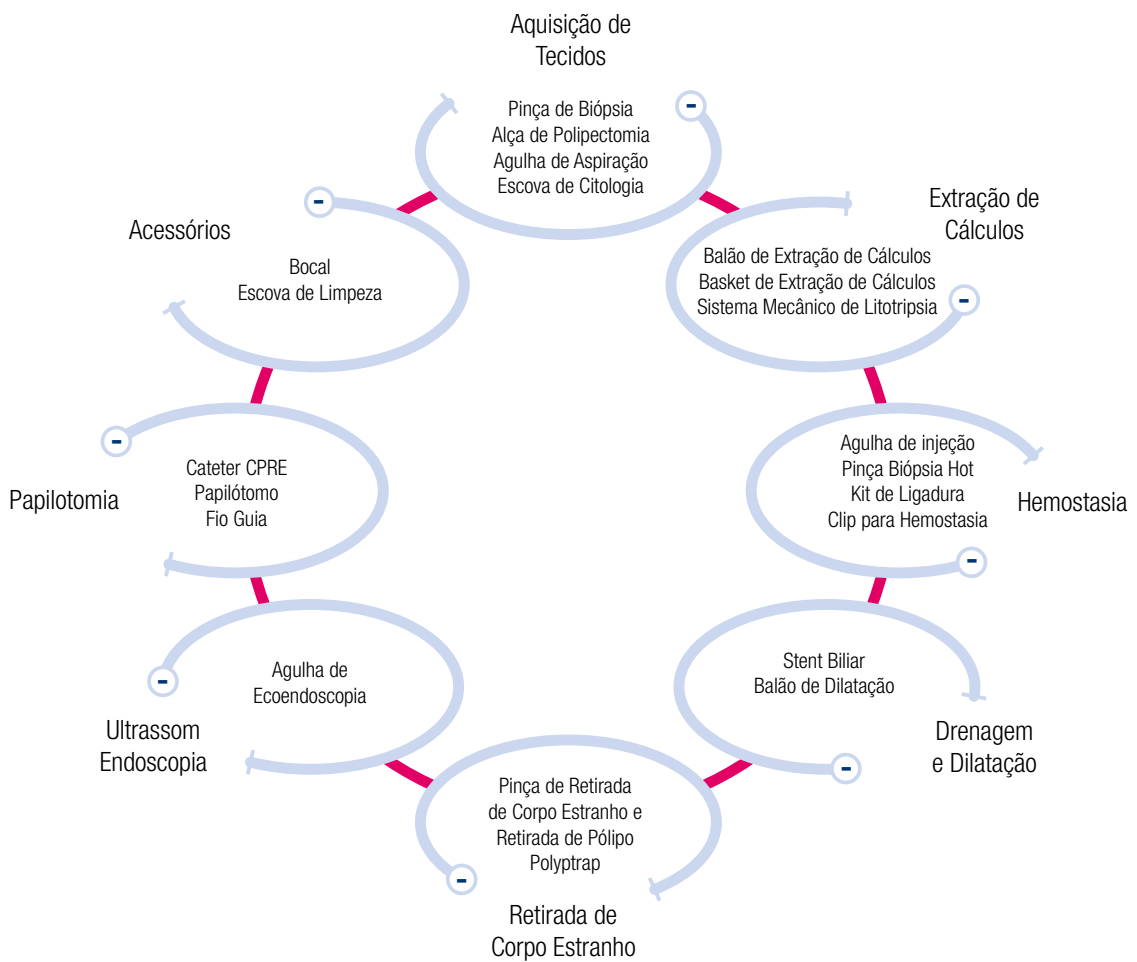 Aquisição de
Tecidos
Pinça de Biópsia
Alça de Polipectomia
Agulha de Aspiração
Escova de Citologia
Extração de
Cálculos
Balão de Extração de Cálculos
Basket de Extração de Cálculos
Sistema Mecânico de Litotripsia
Hemostasia
Agulha de injeção
Pinça Biópsia Hot
Kit de Ligadura
Clip para Hemostasia
Drenagem
e Dilatação
Stent Biliar
Balão de Dilatação
Retirada de
Corpo Estranho
Pinça de Retirada
de Corpo Estranho e
Retirada de Pólipo
Polyptrap
Ultrassom
Endoscopia
Agulha de
Ecoendoscopia
Papilotomia
Cateter CPRE
Papilótomo
Fio Guia
Acessórios
Bocal
Escova de Limpeza